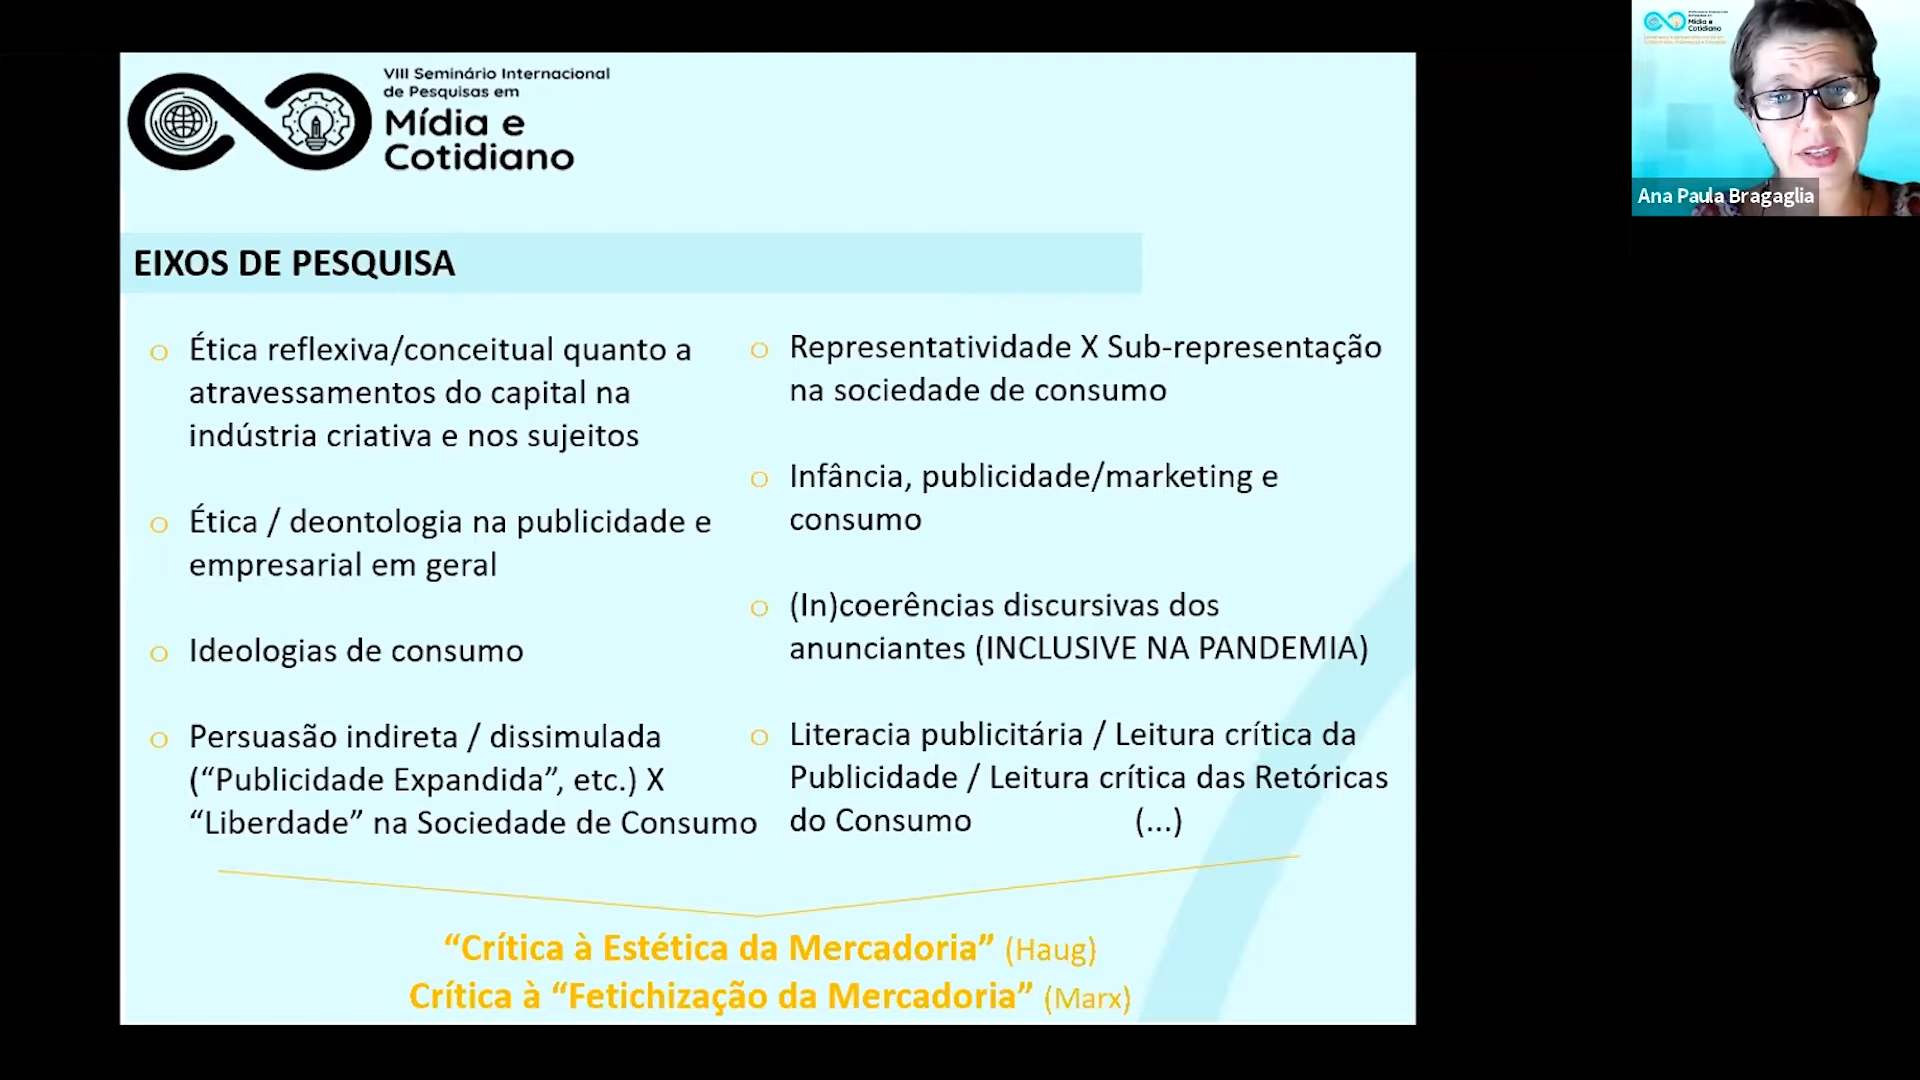 VIII Seminário Internacional
de Pesquisas em
Mídia e
Cotidiano
EIXOS DE PESQUISA
Ética reflexiva/conceitual quanto a
atravessamentos do capital na
indústria criativa e nos sujeitos
Ética / deontologia na publicidade e
empresarial em geral
Ideologias de consumo
Persuasão indireta / dissimulada
(“Publicidade Expandida”, etc.) X
“Liberdade” na Sociedade de Consumo
Representatividade X Sub-representação
na sociedade de consumo
Infância, publicidade/marketing e
consumo
(In)coerências discursivas dos
anunciantes (INCLUSIVE NA PANDEMIA)
Literacia publicitária / Leitura crítica da
Publicidade / Leitura crítica das Retóricas
do Consumo (...)
“Crítica à Estética da Mercadoria” (Haug)
Crítica à “Fetichização da Mercadoria” (Marx)
Mídia e
Cotidiano
Ana Paula Bragaglia